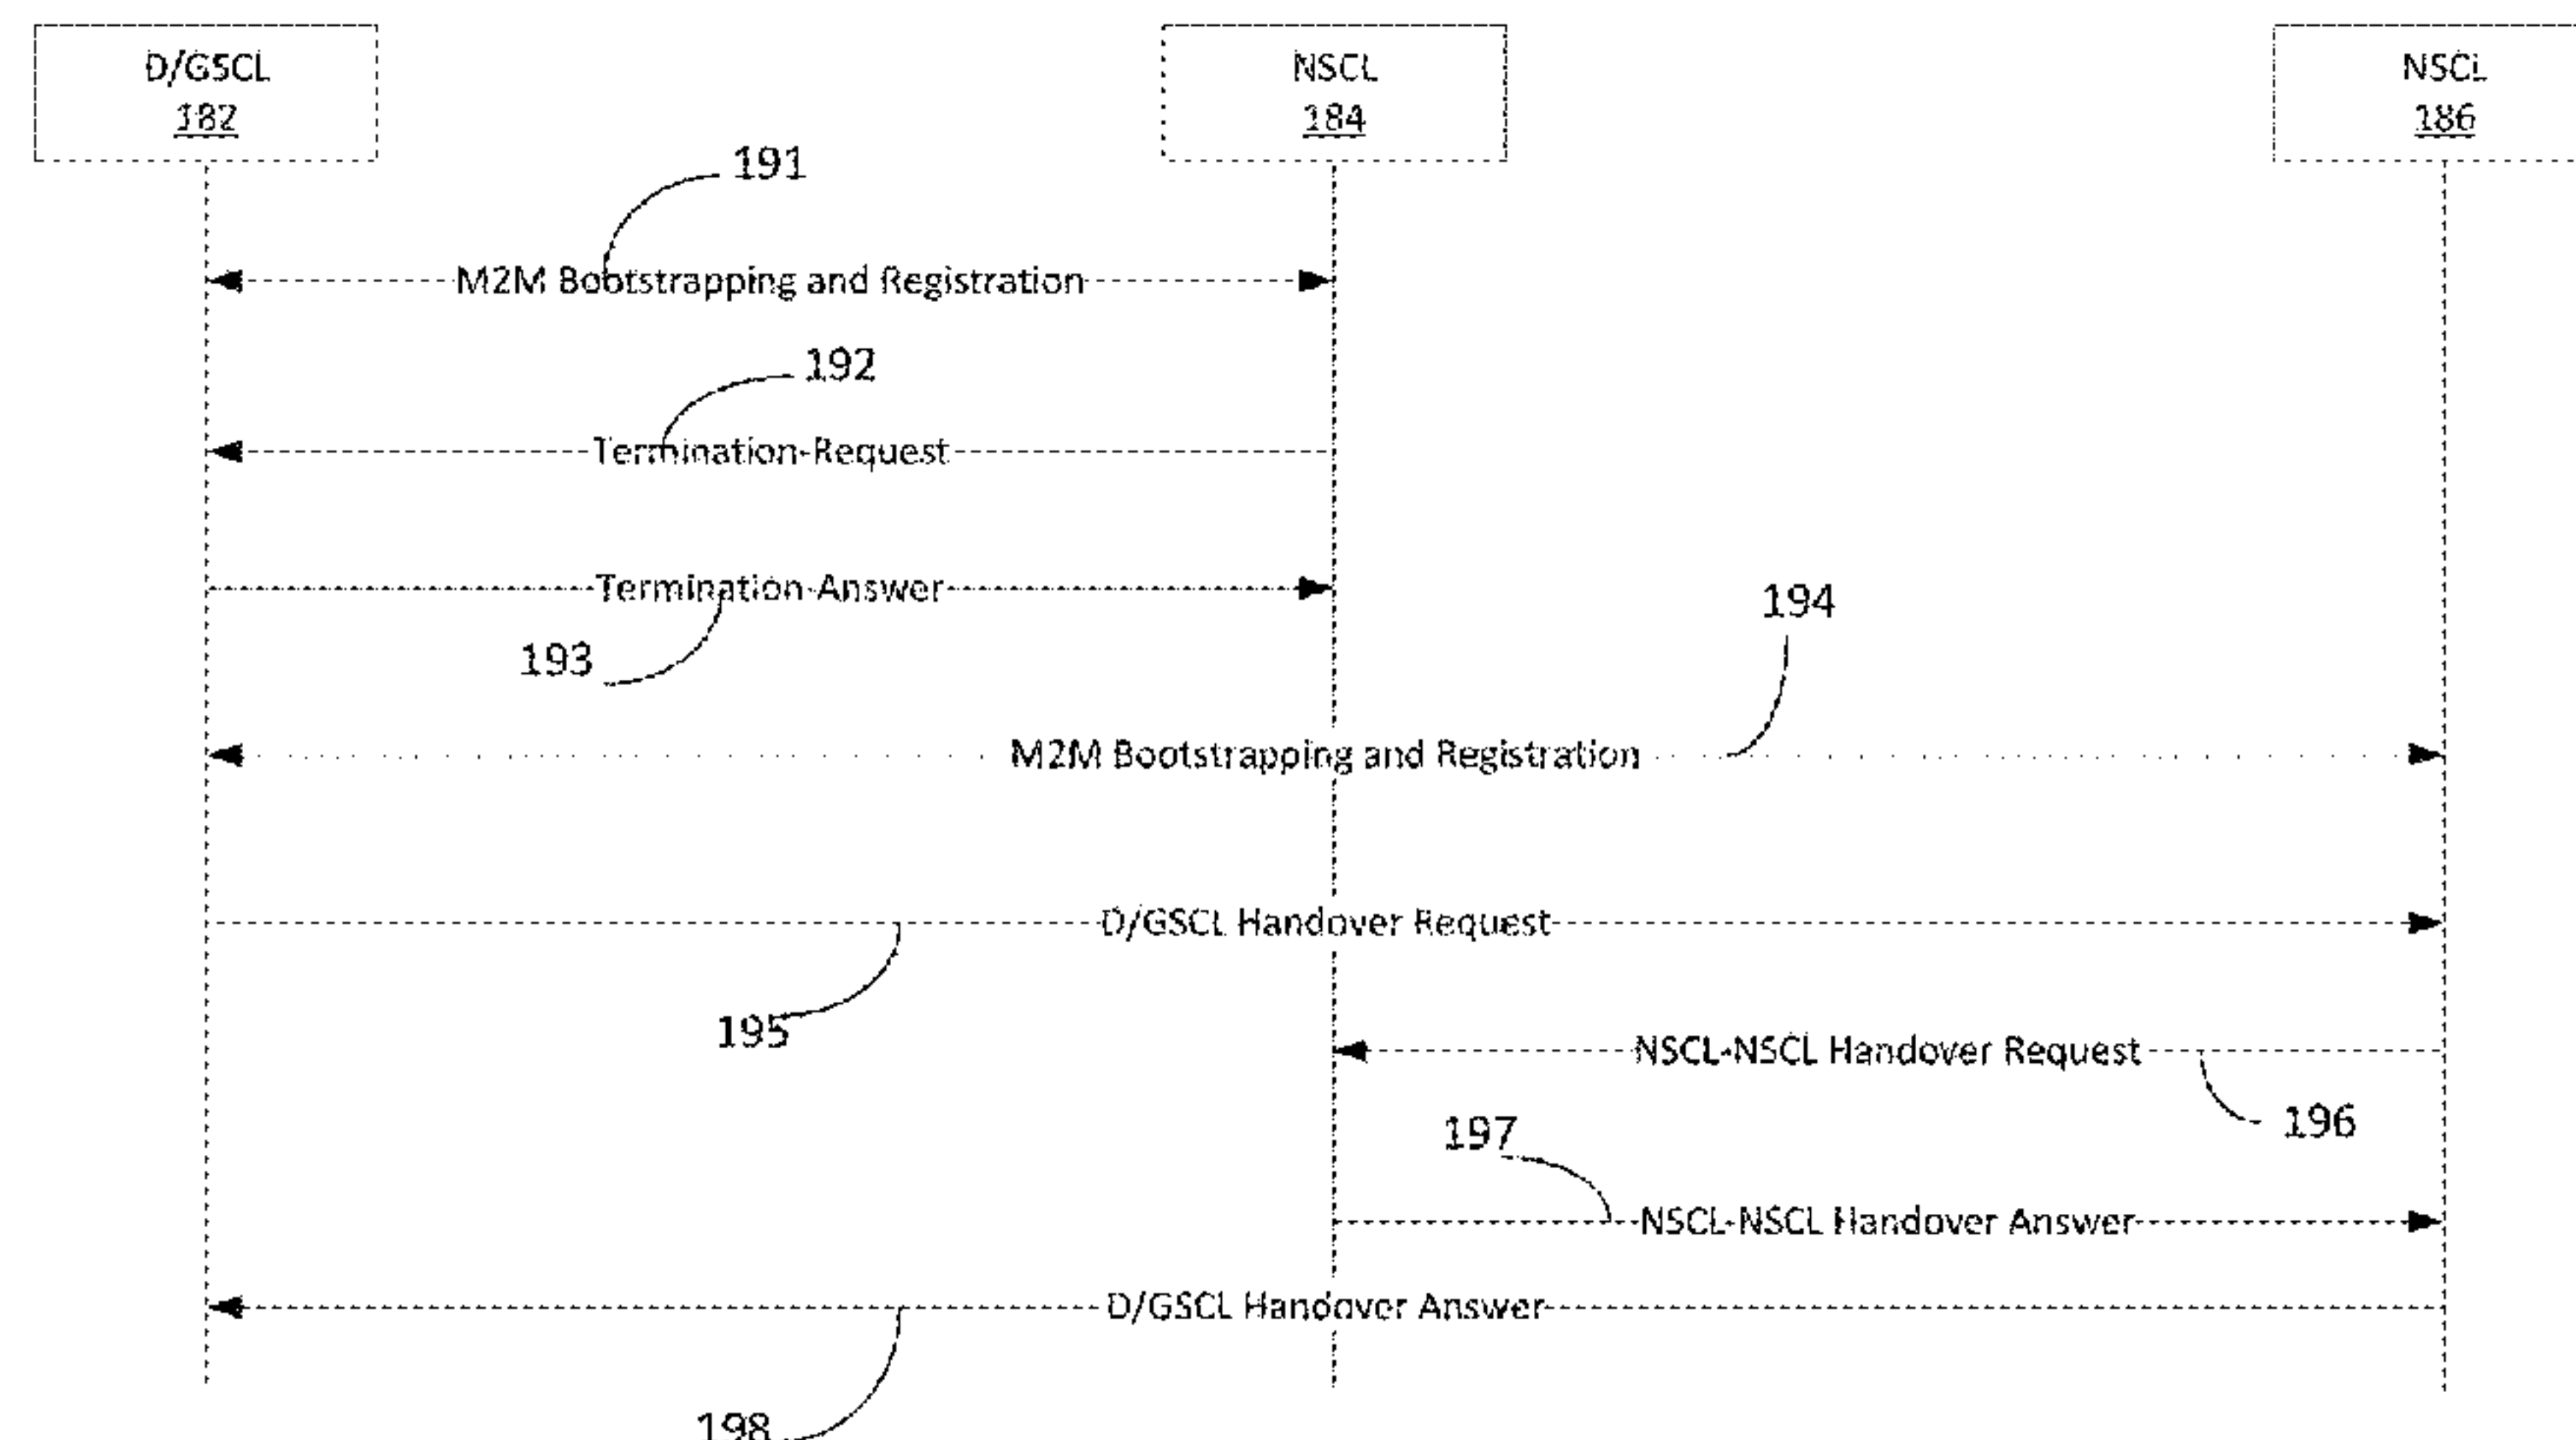 D/GSCL
182
NSCL
184
NSCL
186
191
M2M Bootstrapping and Registration
192
Termination-Request
Termination-Answer
193
194
M2M Bootstrapping and Registration
D/GSCL Handover Request
195
NSCL-NSCL Handover Request
196
197
NSCL-NSCL Handover Answer
D/GSCL Handover Answer
198